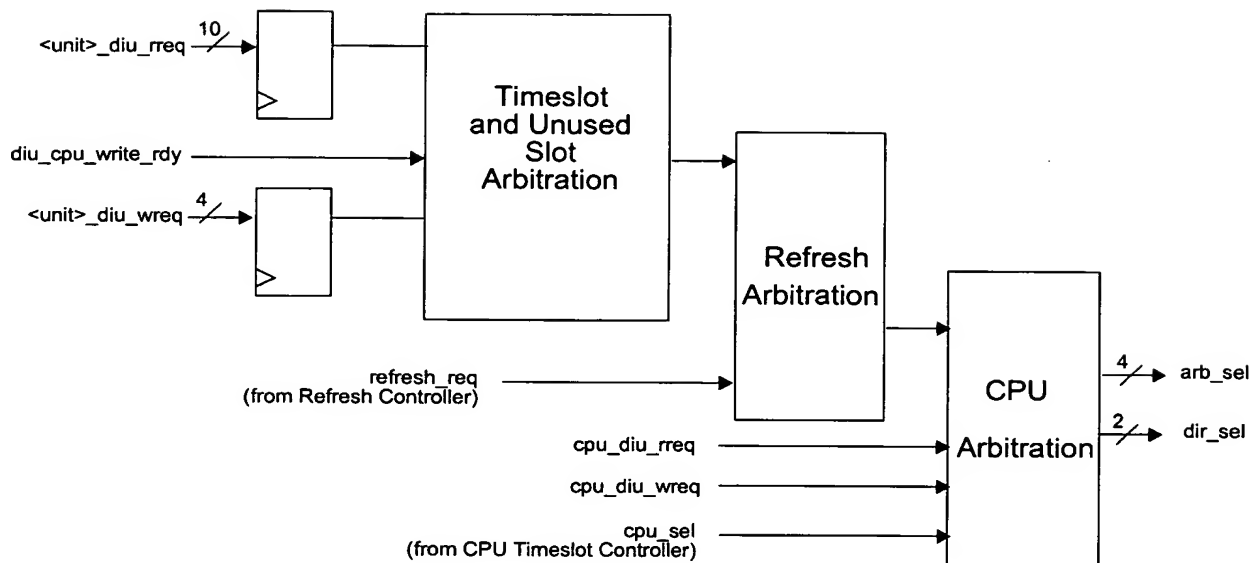 <unit>_diu_rreq
10
diu_cpu_write_rdy
<unit>_diu_wreq
4
Timeslot
and Unused
Slot
Arbitration
Refresh
Arbitration
refresh_req
(from Refresh Controller)
cpu_diu_rreq
cpu_diu_wreq
cpu_sel
(from CPU Timeslot Controller)
CPU
Arbitration
4
arb_sel
2
dir_sel